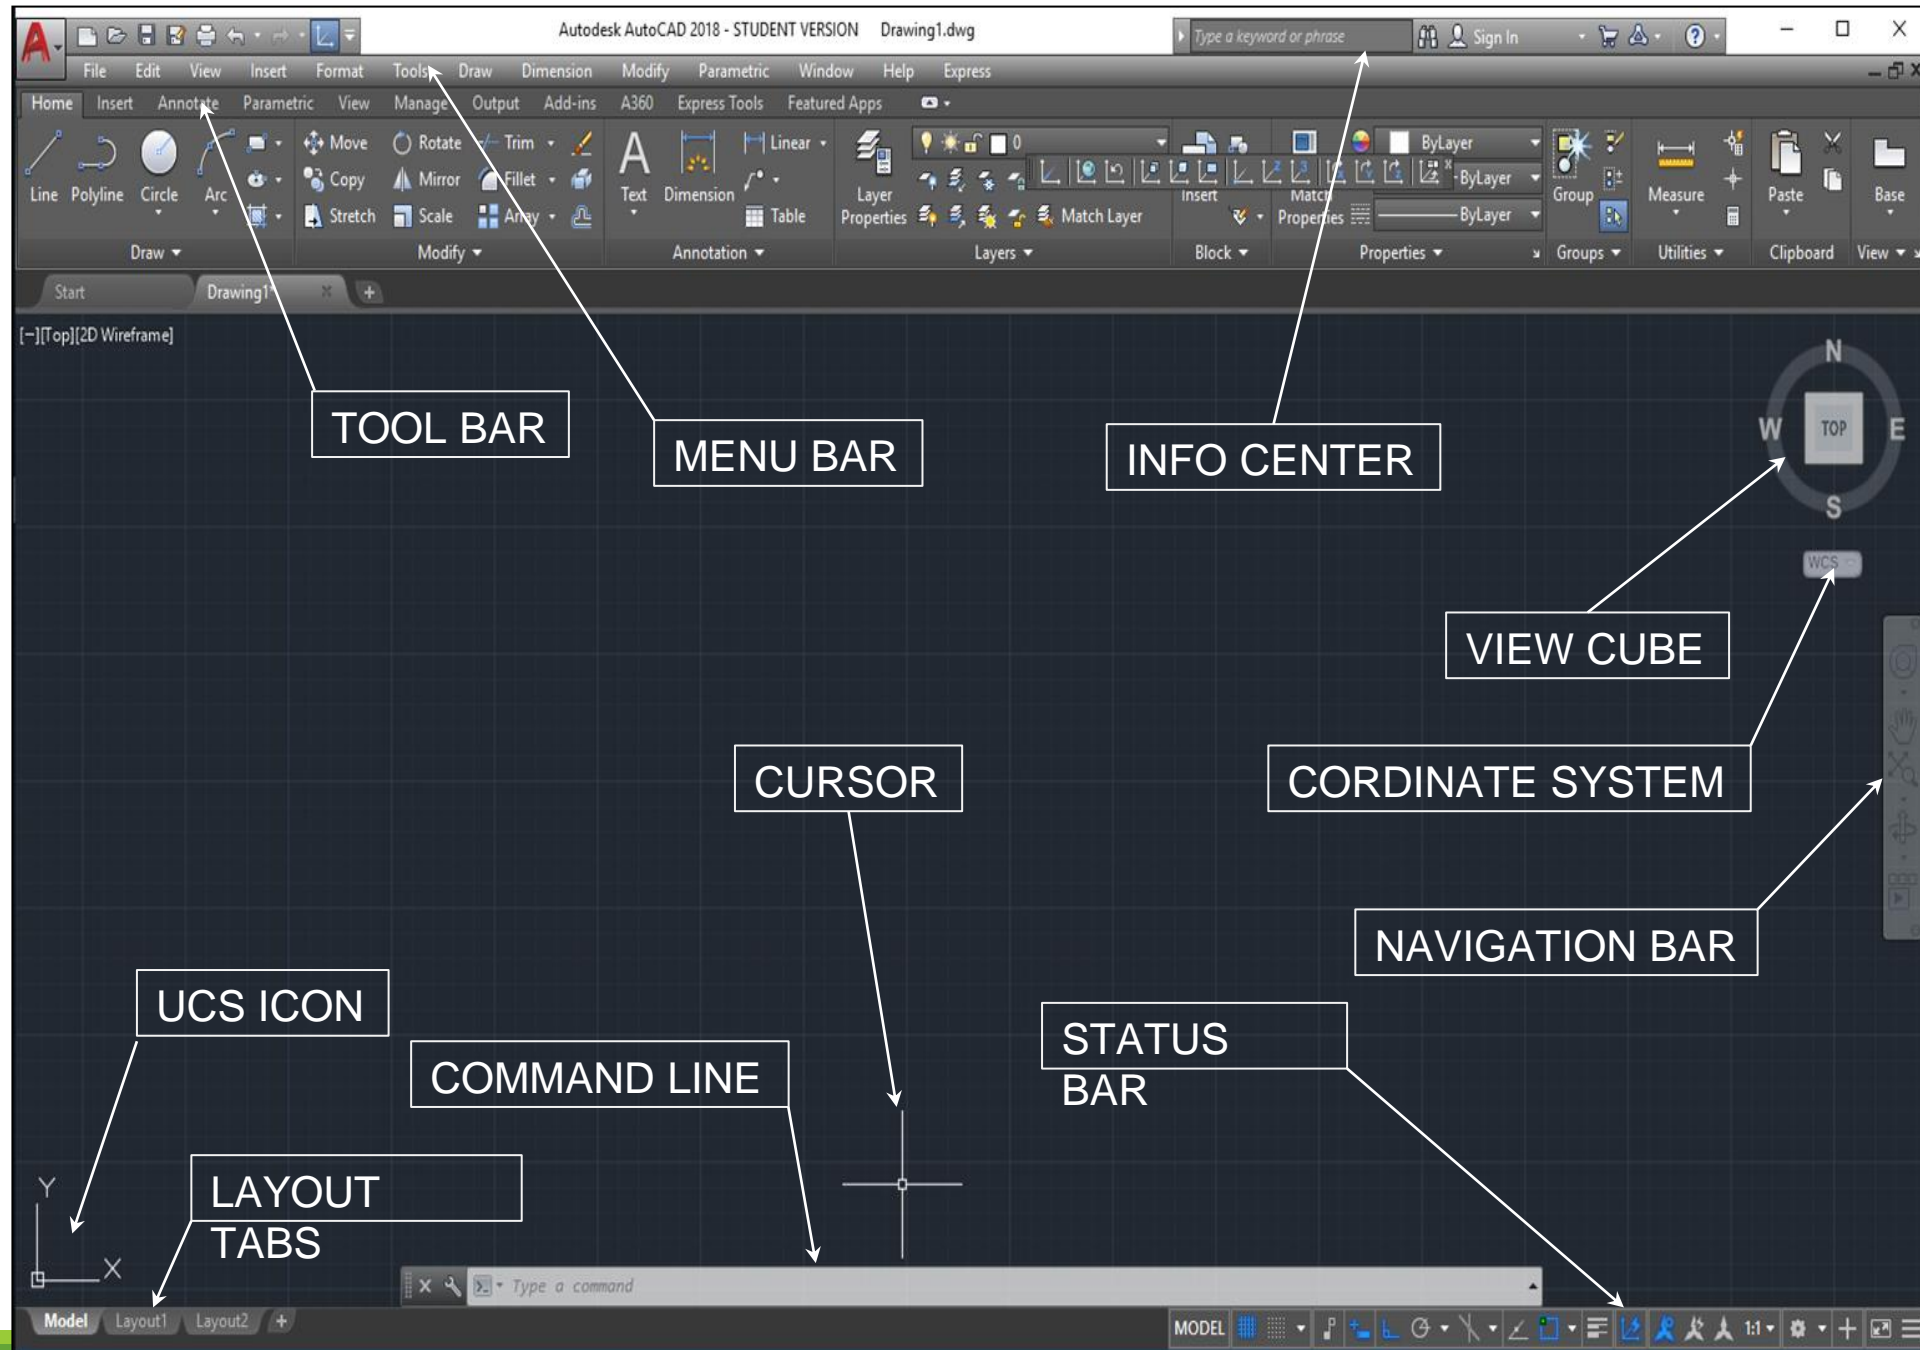 Autodesk AutoCAD 2018 - STUDENT VERSION Drawing1.dwg Type a keyword or phrase Sign In
File Edit View Insert Format Tools Draw Dimension Modify Parametric Window Help Express
Home Insert Annotate Parametric View Manage Output Add-ins A360 Express Tools Featured Apps
Move Rotate Trim Linear 0 ByLayer
Line Polyline Circle Arc Copy Mirror Fillet Text Dimension Layer Properties Insert Match Properties ByLayer Group Measure Paste Base
Stretch Scale Array Table Match Layer ByLayer
Draw Modify Annotation Layers Block Properties Groups Utilities Clipboard View
Start Drawing1*
[–][Top][2D Wireframe]
N
W TOP E
S
WCS
TOOL BAR
MENU BAR
INFO CENTER
VIEW CUBE
CURSOR
CORDINATE SYSTEM
NAVIGATION BAR
UCS ICON
COMMAND LINE
STATUS
BAR
LAYOUT
TABS
Y
X
Type a command
Model Layout1 Layout2 + MODEL 1:1